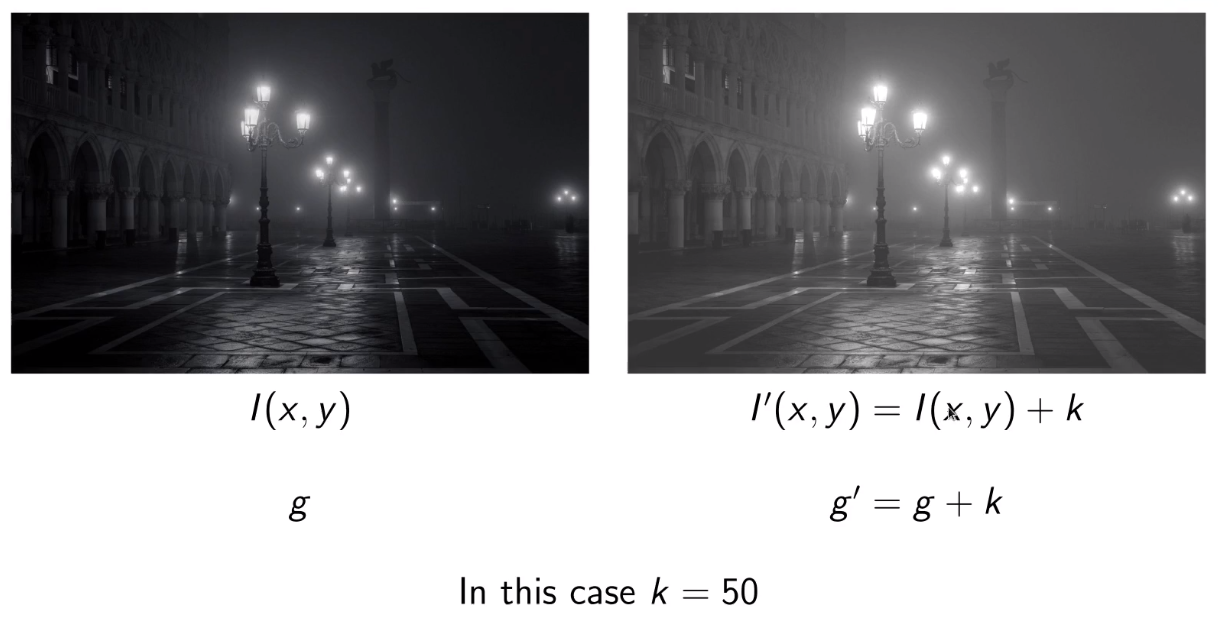 I(x, y)
I′(x, y) = I(x, y) + k
g
g′ = g + k
In this case k = 50